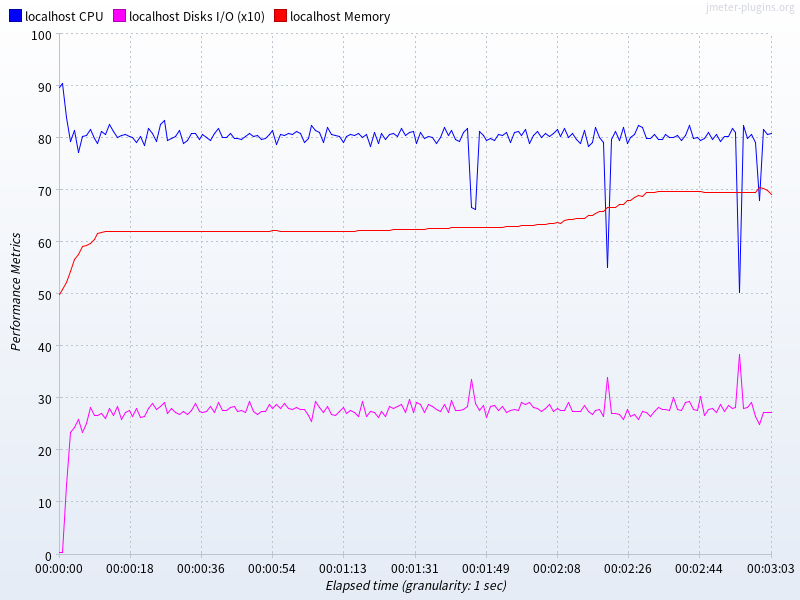 localhost CPU localhost Disks I/O (x10) localhost Memory
jmeter-plugins.org
100
90
80
70
60
50
40
30
20
10
0
Performance Metrics
00:00:00 00:00:18 00:00:36 00:00:54 00:01:13 00:01:31 00:01:49 00:02:08 00:02:26 00:02:44 00:03:03
Elapsed time (granularity: 1 sec)